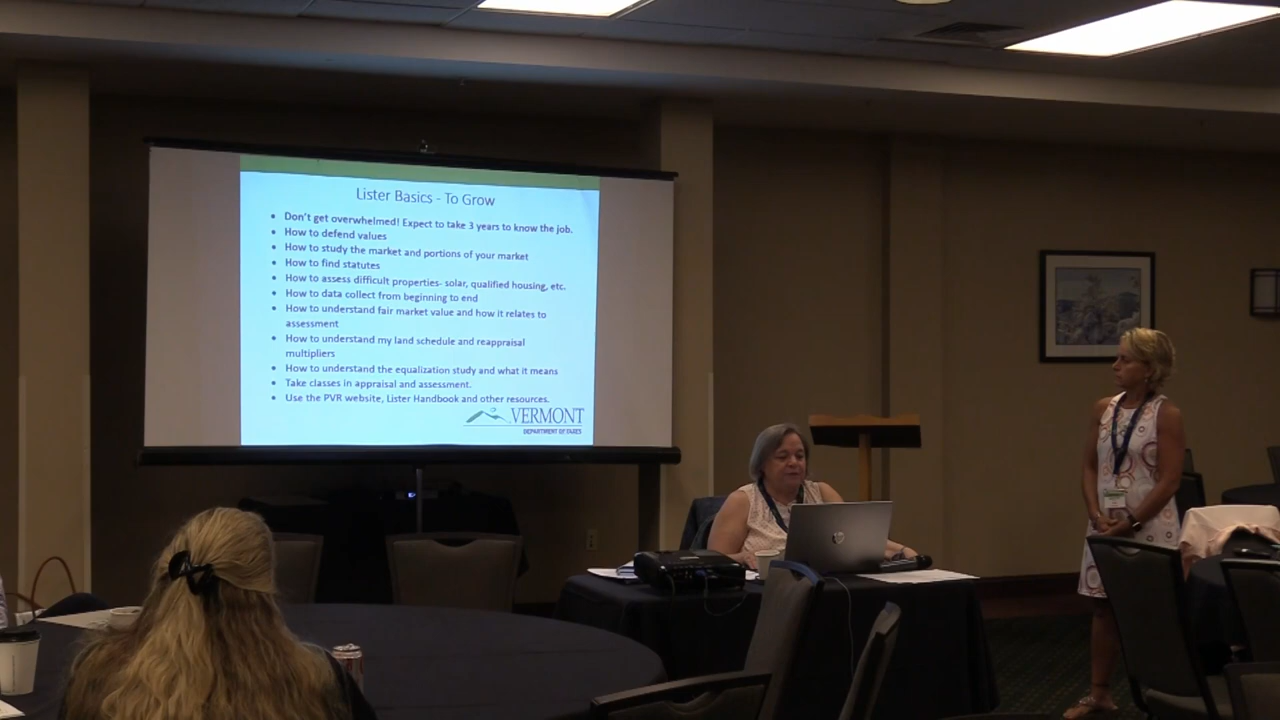 Lister Basics - To Grow
• Don't get overwhelmed! Expect to take 3 years to know the job.
• How to defend values
• How to study the market and portions of your market
• How to find statutes
• How to assess difficult properties- solar, qualified housing, etc.
• How to data collect from beginning to end
• How to understand fair market value and how it relates to
assessment
• How to understand my land schedule and reappraisal
multipliers
• How to understand the equalization study and what it means
• Take classes in appraisal and assessment.
• Use the PVR website, Lister Handbook and other resources.
VERMONT
DEPARTMENT OF TAXES
hp